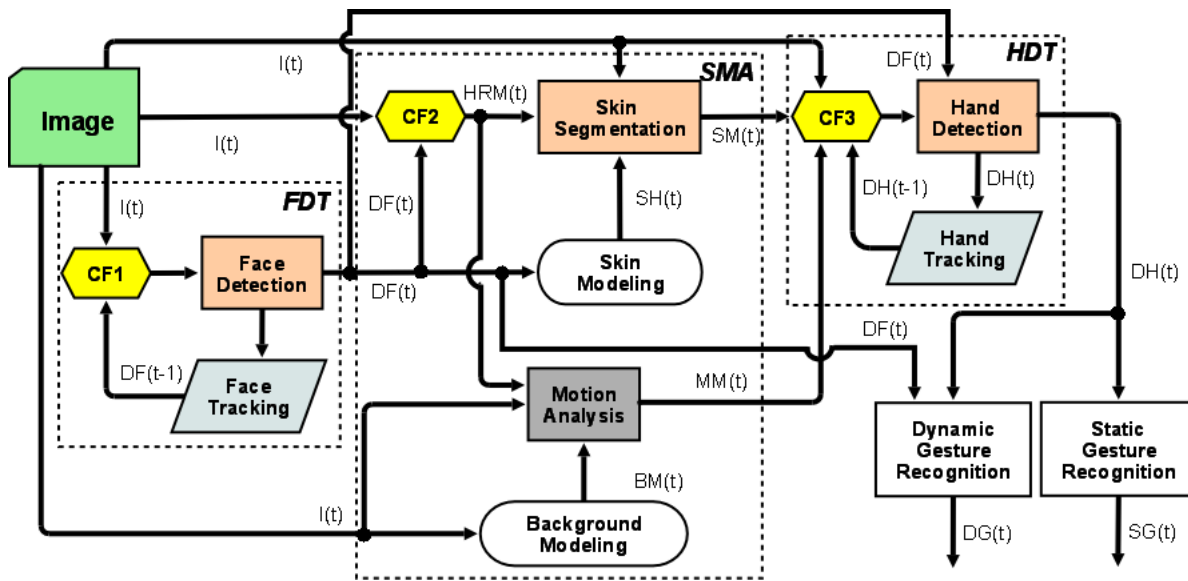 I(t)
HDT
SMA
DF(t)
Image
HRM(t)
CF2
Skin
Segmentation
CF3
Hand
Detection
SM(t)
I(t)
DH(t-1)
DH(t)
FDT
DF(t)
SH(t)
I(t)
Hand
Tracking
CF1
Face
Detection
DF(t)
Skin
Modeling
DH(t)
DF(t)
DF(t-1)
Face
Tracking
Motion
Analysis
MM(t)
Dynamic
Gesture
Recognition
Static
Gesture
Recognition
BM(t)
I(t)
Background
Modeling
DG(t)
SG(t)